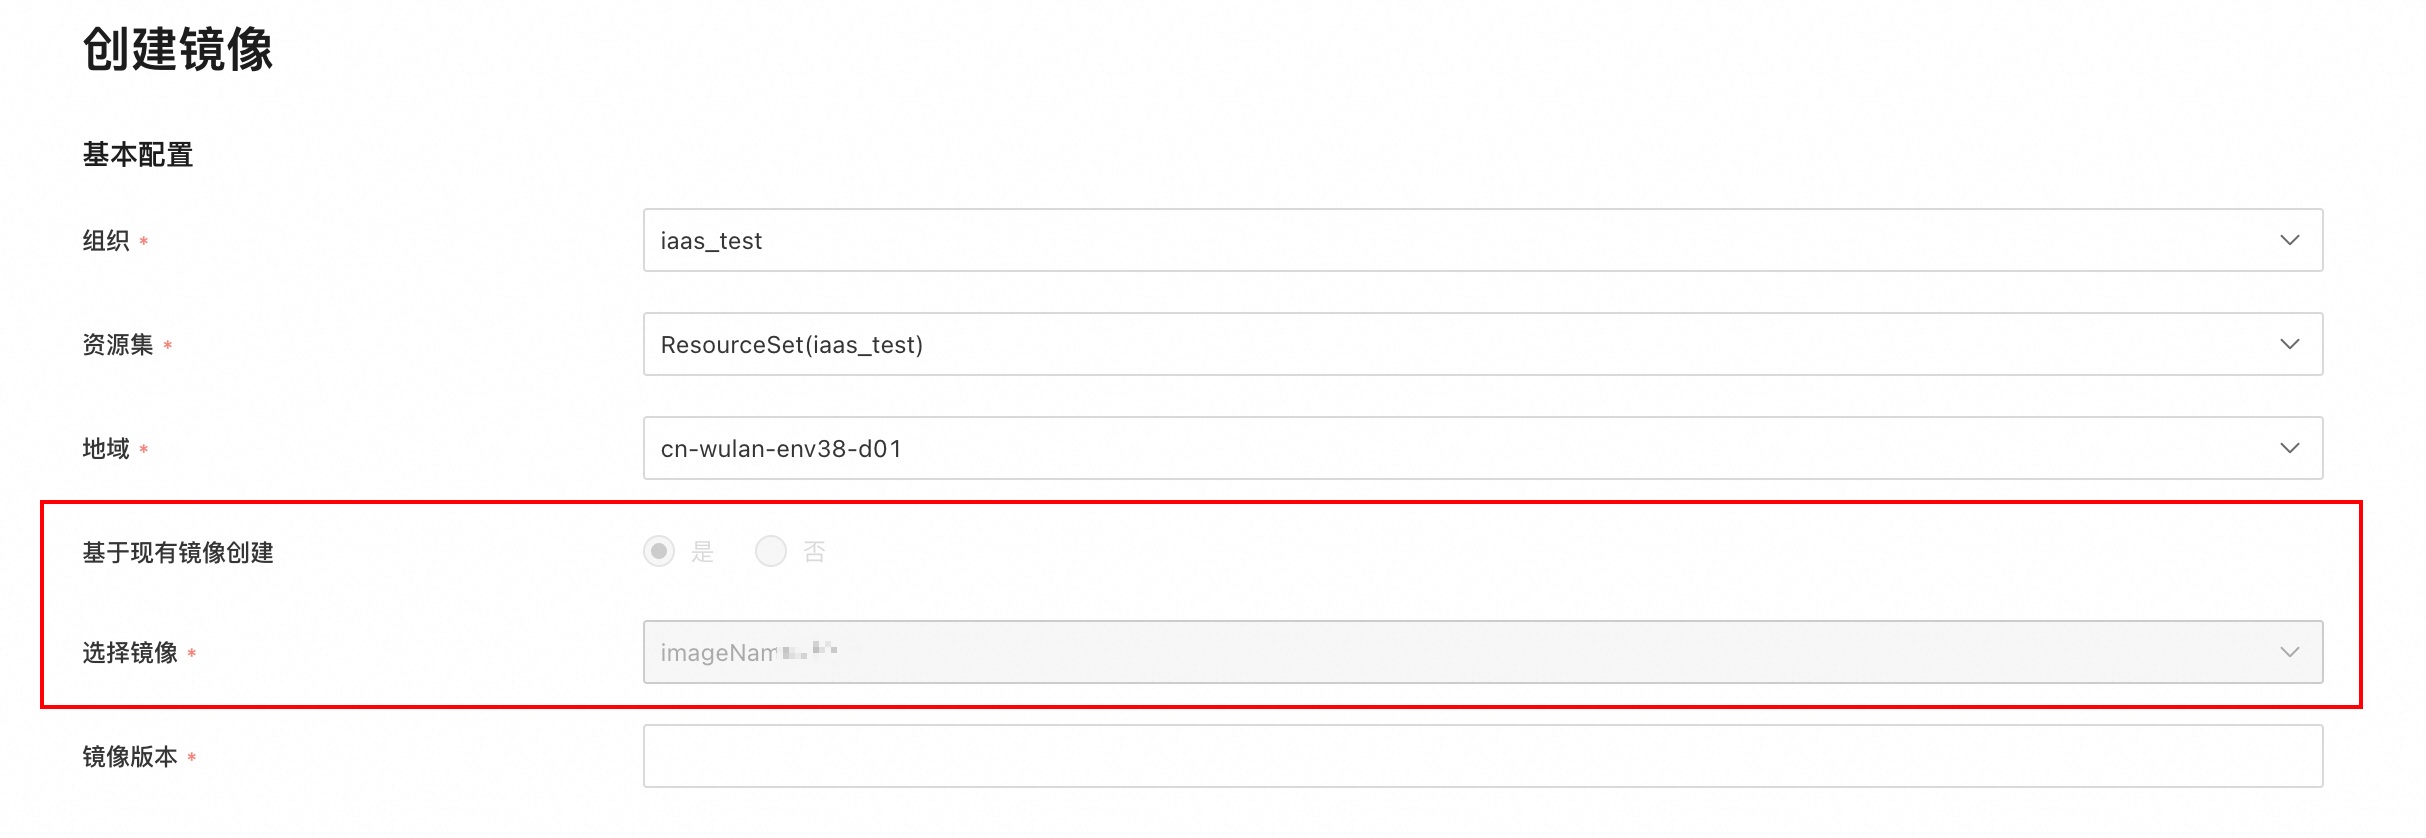 创建镜像
基本配置
组织 *
iaas_test
资源集 *
ResourceSet(iaas_test)
地域 *
cn-wulan-env38-d01
基于现有镜像创建
是 否
选择镜像 *
镜像版本 *